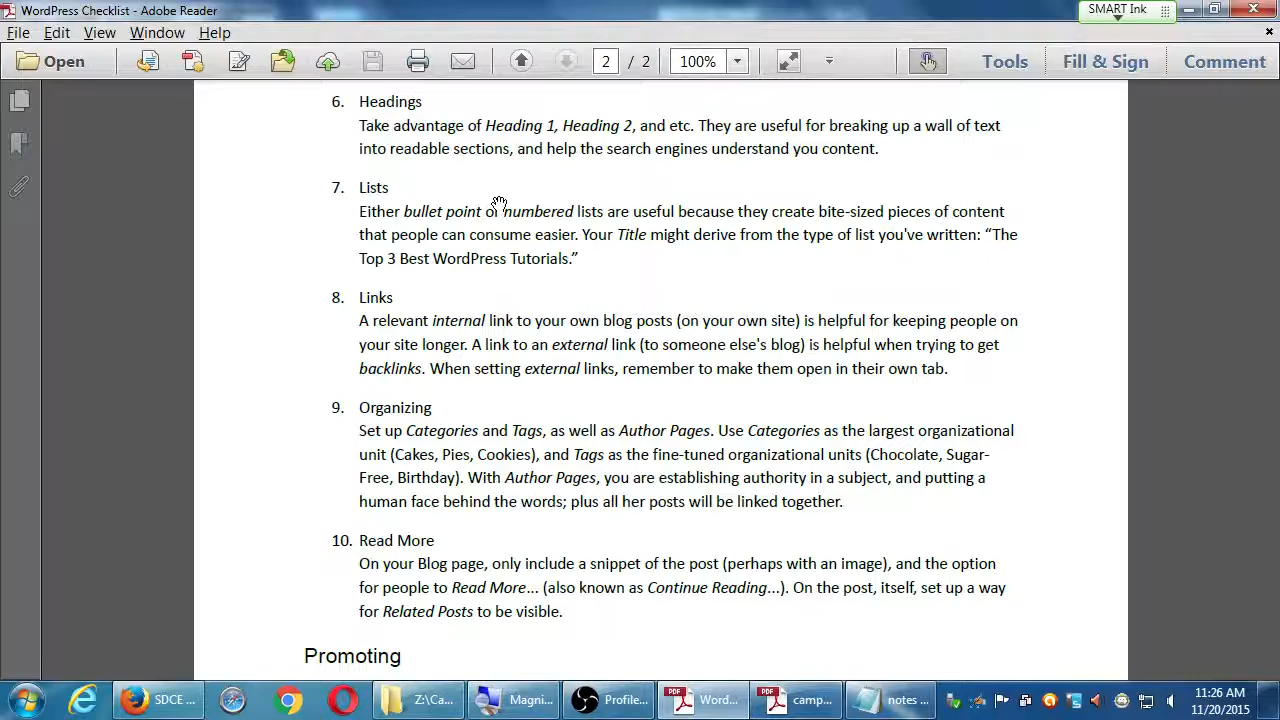 WordPress Checklist - Adobe Reader
SMART Ink
File Edit View Window Help
Open
2 / 2
100%
Tools Fill & Sign Comment
6. Headings
Take advantage of Heading 1, Heading 2, and etc. They are useful for breaking up a wall of text
into readable sections, and help the search engines understand you content.
7. Lists
Either bullet point or numbered lists are useful because they create bite-sized pieces of content
that people can consume easier. Your Title might derive from the type of list you've written: “The
Top 3 Best WordPress Tutorials.”
8. Links
A relevant internal link to your own blog posts (on your own site) is helpful for keeping people on
your site longer. A link to an external link (to someone else's blog) is helpful when trying to get
backlinks. When setting external links, remember to make them open in their own tab.
9. Organizing
Set up Categories and Tags, as well as Author Pages. Use Categories as the largest organizational
unit (Cakes, Pies, Cookies), and Tags as the fine-tuned organizational units (Chocolate, Sugar-
Free, Birthday). With Author Pages, you are establishing authority in a subject, and putting a
human face behind the words; plus all her posts will be linked together.
10. Read More
On your Blog page, only include a snippet of the post (perhaps with an image), and the option
for people to Read More... (also known as Continue Reading...). On the post, itself, set up a way
for Related Posts to be visible.
Promoting
SDCE ...
Z:\Ca...
Magni...
Profile...
PDF
Word...
PDF
camp...
notes ...
11:26 AM
11/20/2015